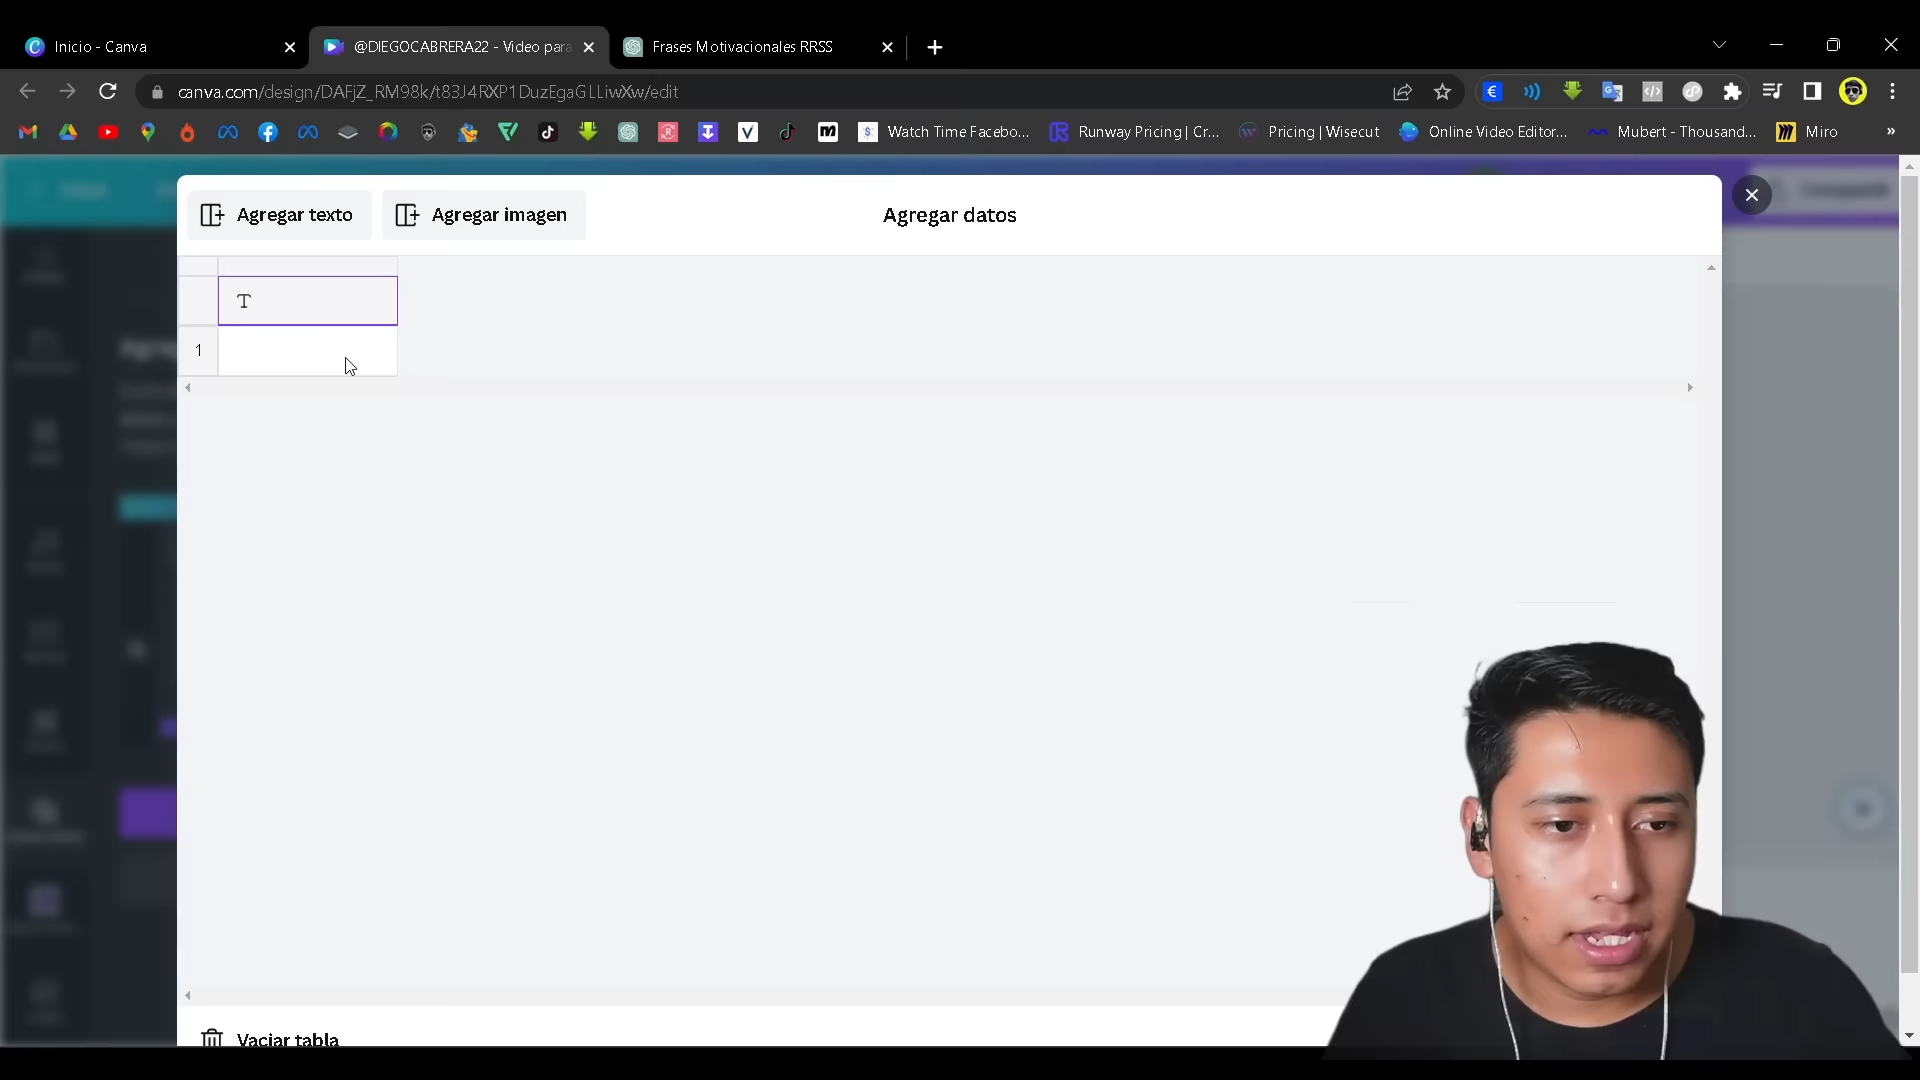 Inicio - Canva
@DIEGOCABRERA22 - Video para
Frases Motivacionales RRSS
canva.com/design/DAFjZ_RM98k/t83J4RXP1DuzEgaGLLiwXw/edit
Watch Time Facebo...
Runway Pricing | Cr...
Pricing | Wisecut
Online Video Editor...
Mubert - Thousand...
Miro
»
Agregar texto
Agregar imagen
Agregar datos
T
1
Vaciar tabla